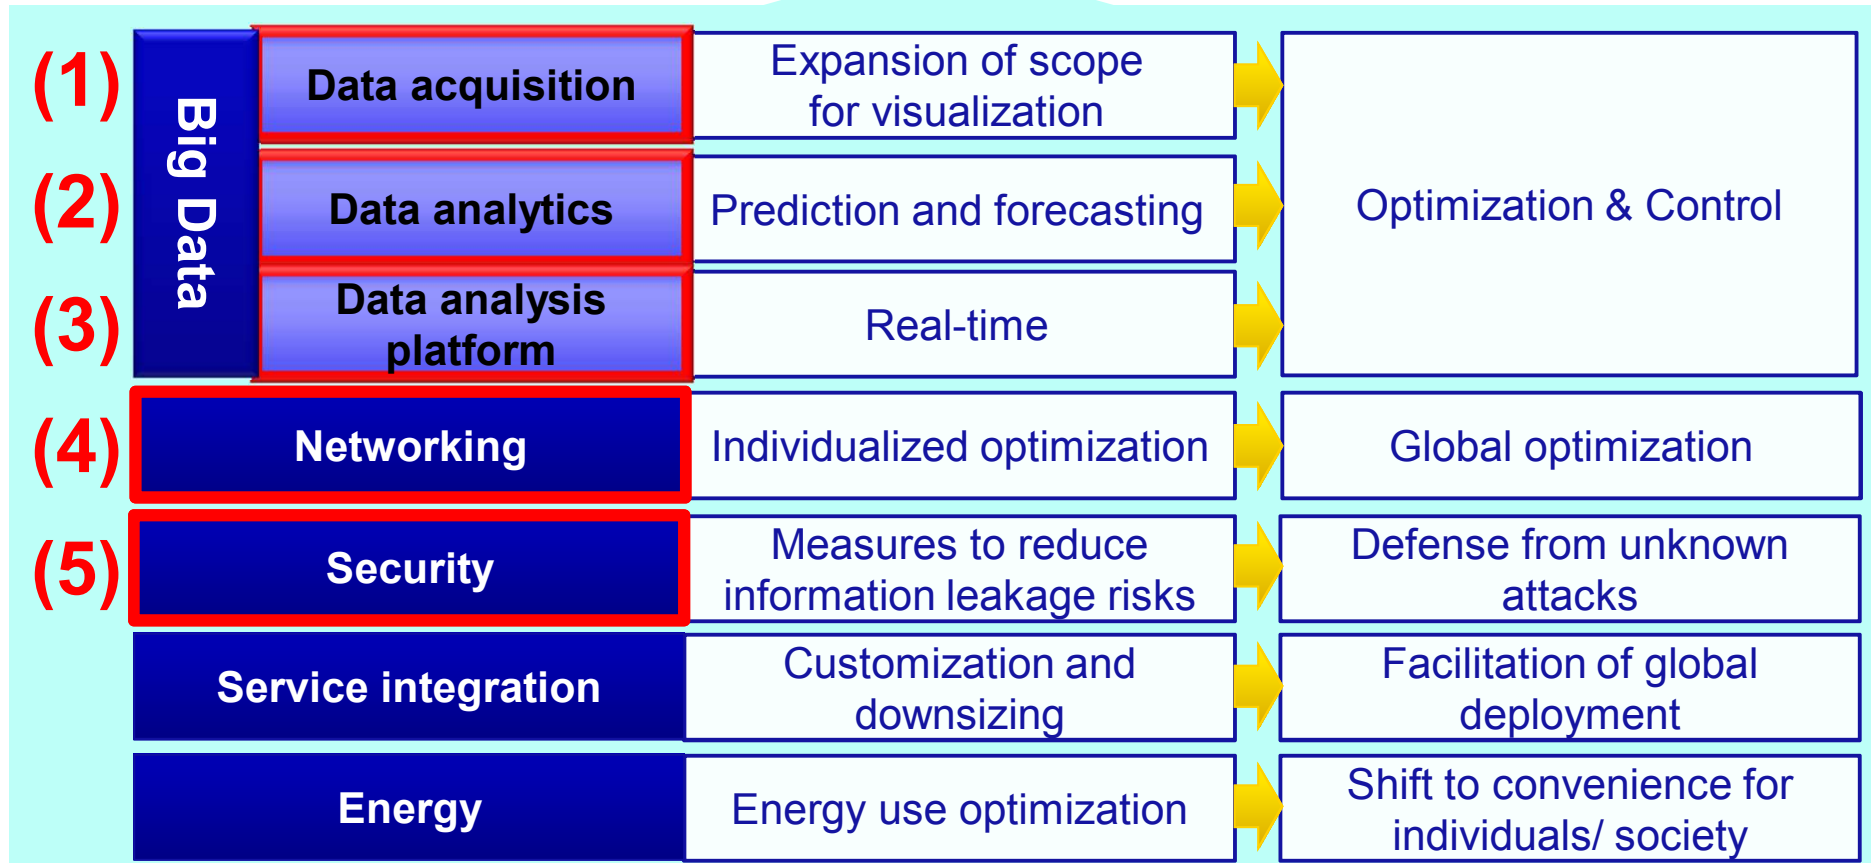 (1)
Big Data
Data acquisition
Expansion of scope
for visualization
Optimization & Control
(2)
Data analytics
Prediction and forecasting
(3)
Data analysis
platform
Real-time
(4)
Networking
Individualized optimization
Global optimization
(5)
Security
Measures to reduce
information leakage risks
Defense from unknown
attacks
Service integration
Customization and
downsizing
Facilitation of global
deployment
Energy
Energy use optimization
Shift to convenience for
individuals/ society